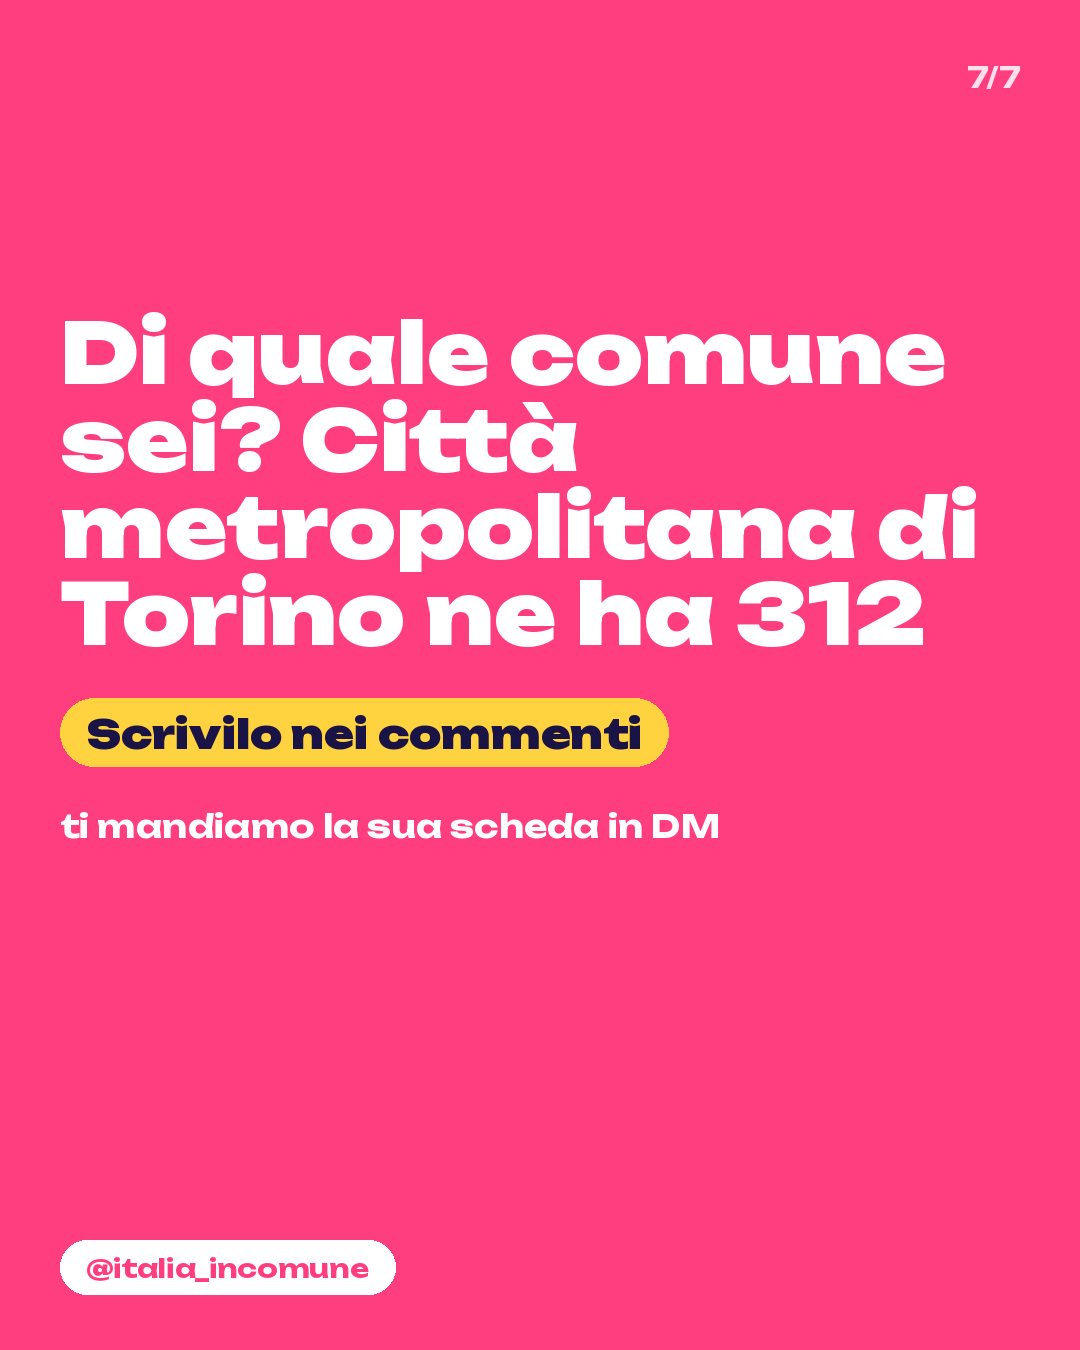 7/7
Di quale comune
sei? Città
metropolitana di
Torino ne ha 312
Scrivilo nei commenti
ti mandiamo la sua scheda in DM
@italia_incomune